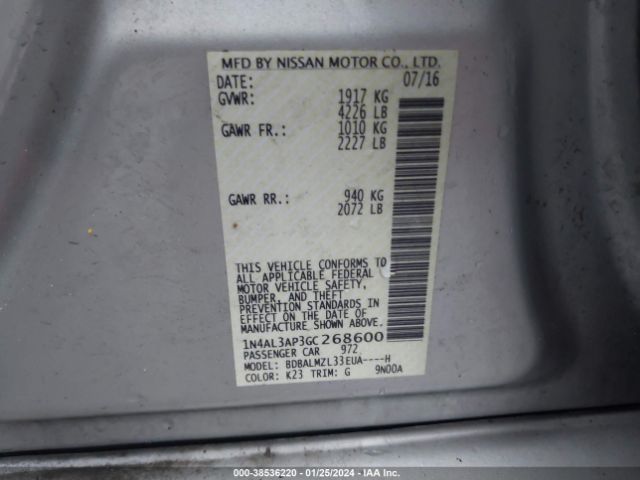 MFD BY NISSAN MOTOR CO., LTD.
DATE: 07/16
GVWR: 1917 KG
4226 LB
GAWR FR.: 1010 KG
2227 LB
GAWR RR.: 940 KG
2072 LB
THIS VEHICLE CONFORMS TO
ALL APPLICABLE FEDERAL
MOTOR VEHICLE SAFETY,
BUMPER, AND THEFT
PREVENTION STANDARDS IN
EFFECT ON THE DATE OF
MANUFACTURE SHOWN ABOVE.
1N4AL3AP3GC268600
PASSENGER CAR 972
MODEL: BDBALMZL33EUA----H
COLOR: K23 TRIM: G 9N00A
000-38536220 - 01/25/2024 - IAA Inc.